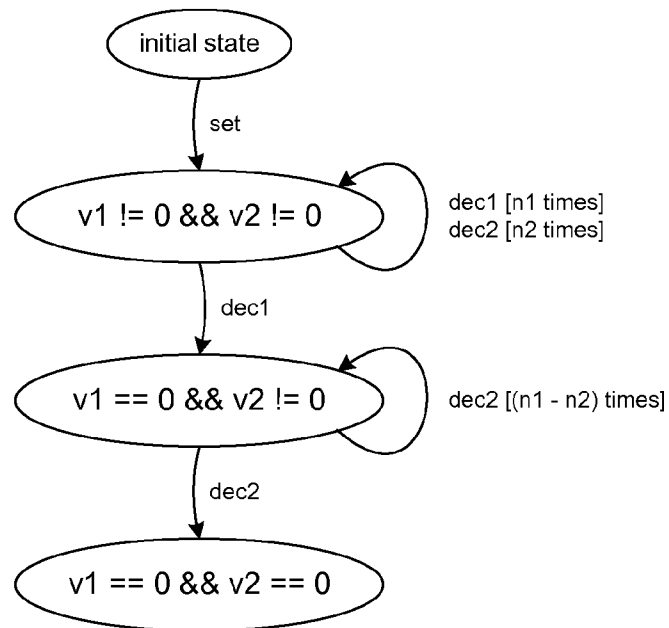 initial state
set
v1 != 0 && v2 != 0
dec1 [n1 times]
dec2 [n2 times]
dec1
v1 == 0 && v2 != 0
dec2 [(n1 - n2) times]
dec2
v1 == 0 && v2 == 0